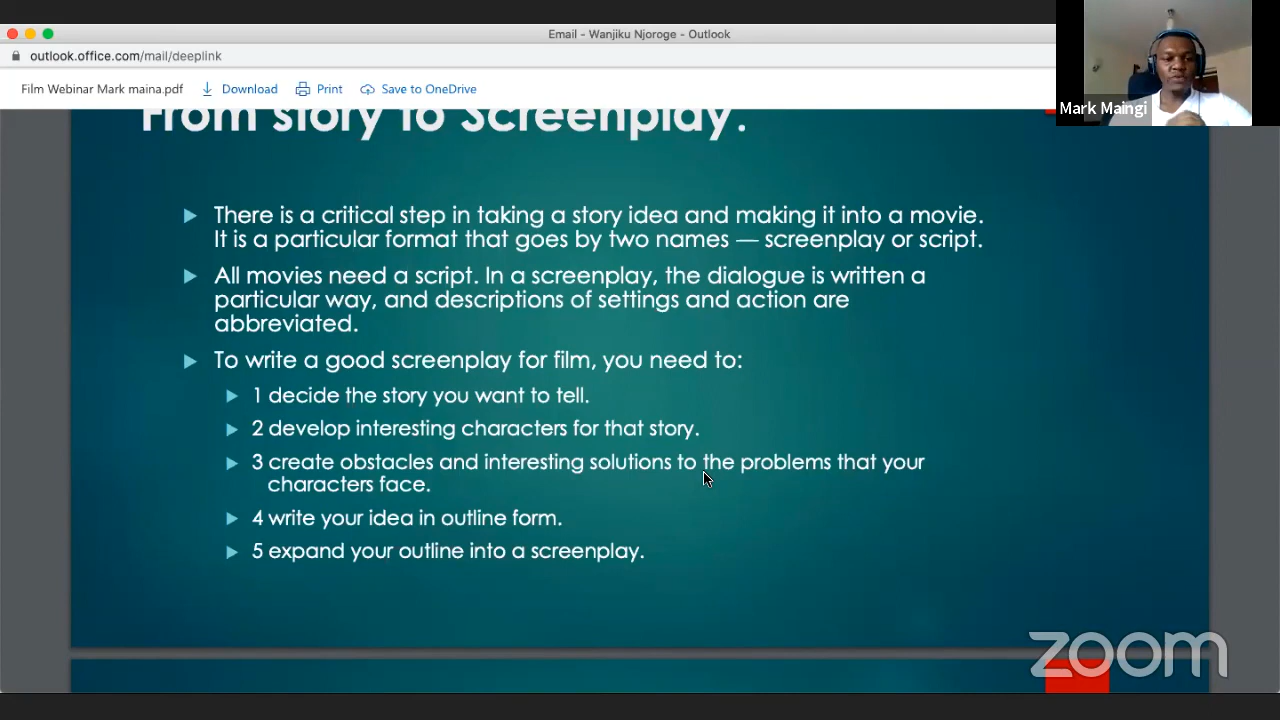 Email - Wanjiku Njoroge - Outlook
outlook.office.com/mail/deeplink
Film Webinar Mark maina.pdf Download Print Save to OneDrive
Mark Maingi
From story to Screenplay.
There is a critical step in taking a story idea and making it into a movie.
It is a particular format that goes by two names — screenplay or script.
All movies need a script. In a screenplay, the dialogue is written a
particular way, and descriptions of settings and action are
abbreviated.
To write a good screenplay for film, you need to:
1 decide the story you want to tell.
2 develop interesting characters for that story.
3 create obstacles and interesting solutions to the problems that your
characters face.
4 write your idea in outline form.
5 expand your outline into a screenplay.
zoom